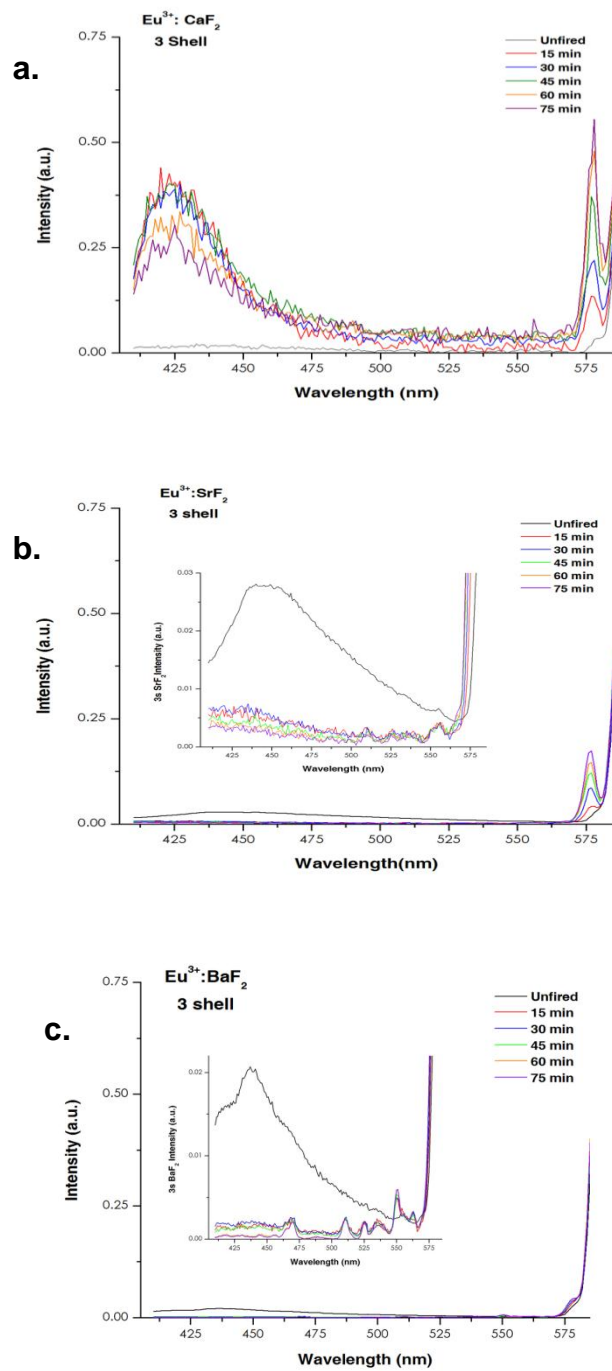 a.
Eu³⁺: CaF₂
3 Shell
Unfired
15 min
30 min
45 min
60 min
75 min
0.75
0.50
0.25
0.00
Intensity (a.u.)
425 450 475 500 525 550 575
Wavelength (nm)
b.
Eu³⁺:SrF₂
3 shell
Unfired
15 min
30 min
45 min
60 min
75 min
0.75
0.50
0.25
0.00
Intensity (a.u.)
0.03
0.02
0.01
0.00
3s SrF₂ Intensity (a.u.)
425 450 475 500 525 550 575
Wavelength (nm)
425 450 475 500 525 550 575
Wavelength(nm)
c.
Eu³⁺:BaF₂
3 shell
Unfired
15 min
30 min
45 min
60 min
75 min
0.75
0.50
0.25
0.00
Intensity (a.u.)
0.02
0.01
0.00
3s BaF₂ Intensity (a.u.)
425 450 475 500 525 550 575
Wavelength (nm)
425 450 475 500 525 550 575
Wavelength (nm)